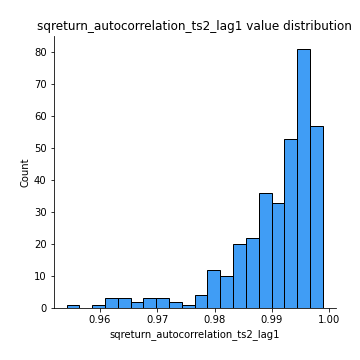 sqreturn_autocorrelation_ts2_lag1 value distribution
80
70
60
50
40
30
20
10
0
Count
0.96 0.97 0.98 0.99 1.00
sqreturn_autocorrelation_ts2_lag1